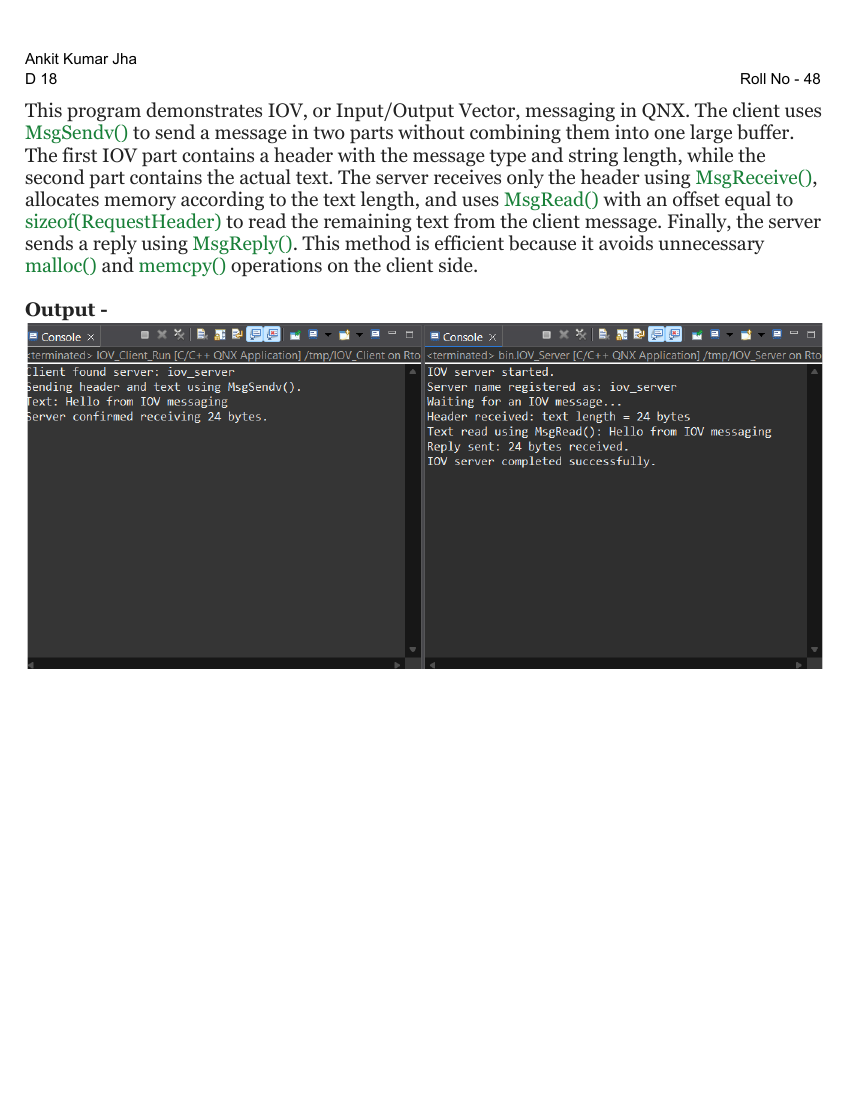 Ankit Kumar Jha
D 18
Roll No - 48
This program demonstrates IOV, or Input/Output Vector, messaging in QNX. The client uses
MsgSendv() to send a message in two parts without combining them into one large buffer.
The first IOV part contains a header with the message type and string length, while the
second part contains the actual text. The server receives only the header using MsgReceive(),
allocates memory according to the text length, and uses MsgRead() with an offset equal to
sizeof(RequestHeader) to read the remaining text from the client message. Finally, the server
sends a reply using MsgReply(). This method is efficient because it avoids unnecessary
malloc() and memcpy() operations on the client side.
Output -
Console
<terminated> IOV_Client_Run [C/C++ QNX Application] /tmp/IOV_Client on Rto
Client found server: iov_server
Sending header and text using MsgSendv().
Text: Hello from IOV messaging
Server confirmed receiving 24 bytes.
Console
<terminated> bin.IOV_Server [C/C++ QNX Application] /tmp/IOV_Server on Rto
IOV server started.
Server name registered as: iov_server
Waiting for an IOV message...
Header received: text length = 24 bytes
Text read using MsgRead(): Hello from IOV messaging
Reply sent: 24 bytes received.
IOV server completed successfully.